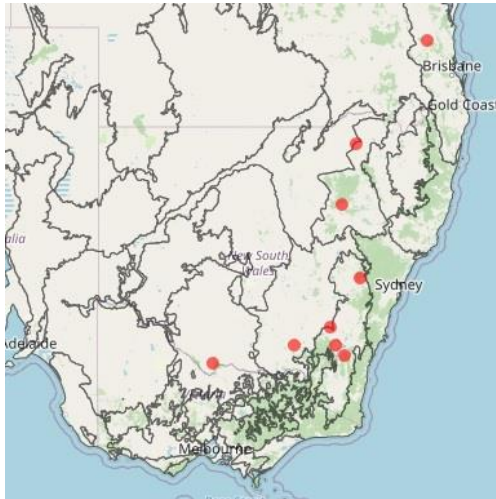 Brisbane
Gold Coast
alia
New South
Wales
Sydney
Adelaide
Melbourne